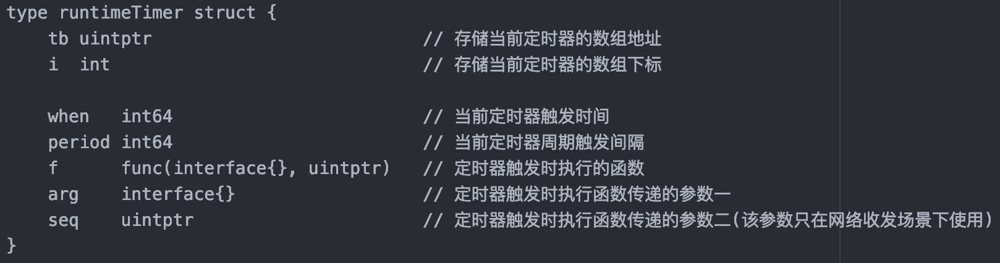 type runtimeTimer struct {
    tb uintptr                          // 存储当前定时器的数组地址
    i  int                              // 存储当前定时器的数组下标

    when   int64                        // 当前定时器触发时间
    period int64                        // 当前定时器周期触发间隔
    f      func(interface{}, uintptr)   // 定时器触发时执行的函数
    arg    interface{}                  // 定时器触发时执行函数传递的参数一
    seq    uintptr                      // 定时器触发时执行函数传递的参数二(该参数只在网络收发场景下使用)
}